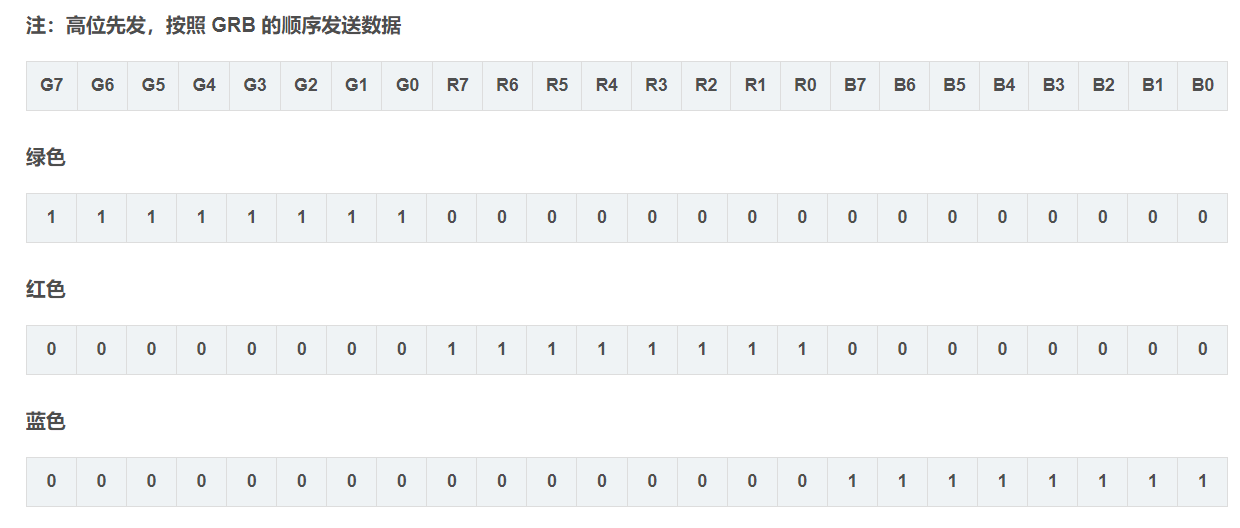 注：高位先发，按照 GRB 的顺序发送数据
G7 G6 G5 G4 G3 G2 G1 G0 R7 R6 R5 R4 R3 R2 R1 R0 B7 B6 B5 B4 B3 B2 B1 B0
绿色
1 1 1 1 1 1 1 1 0 0 0 0 0 0 0 0 0 0 0 0 0 0 0 0
红色
0 0 0 0 0 0 0 0 1 1 1 1 1 1 1 1 0 0 0 0 0 0 0 0
蓝色
0 0 0 0 0 0 0 0 0 0 0 0 0 0 0 0 1 1 1 1 1 1 1 1